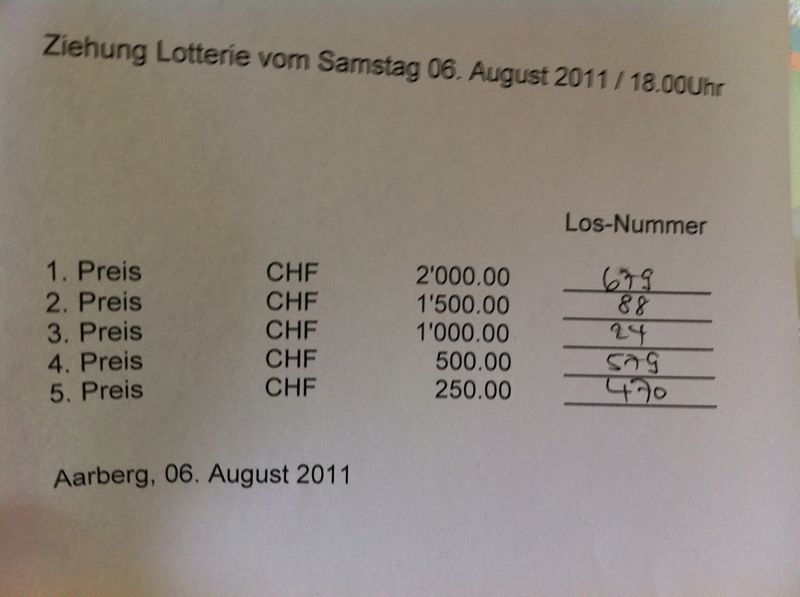 Ziehung Lotterie vom Samstag 06. August 2011 / 18.00Uhr
Los-Nummer
1. Preis CHF 2'000.00 679
2. Preis CHF 1'500.00 88
3. Preis CHF 1'000.00 24
4. Preis CHF 500.00 579
5. Preis CHF 250.00 470
Aarberg, 06. August 2011